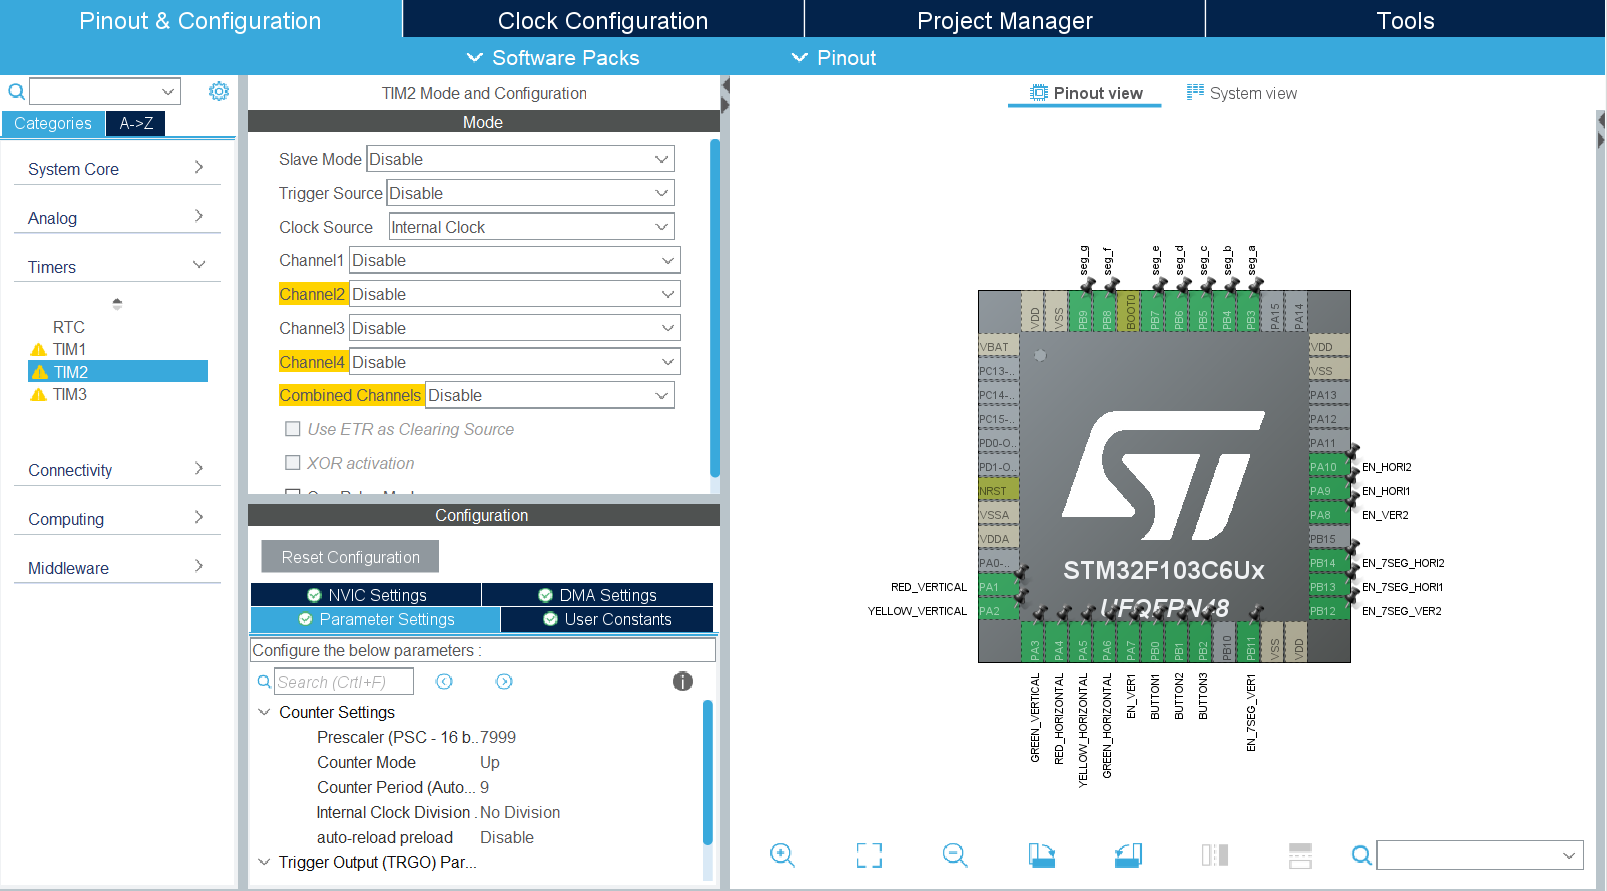 Pinout & Configuration
Clock Configuration
Project Manager
Tools
Software Packs
Pinout
Categories
A->Z
System Core
Analog
Timers
RTC
TIM1
TIM2
TIM3
Connectivity
Computing
Middleware
TIM2 Mode and Configuration
Mode
Slave Mode Disable
Trigger Source Disable
Clock Source Internal Clock
Channel1 Disable
Channel2 Disable
Channel3 Disable
Channel4 Disable
Combined Channels Disable
Use ETR as Clearing Source
XOR activation
Configuration
Reset Configuration
NVIC Settings
DMA Settings
Parameter Settings
User Constants
Configure the below parameters :
Search (Crtl+F)
Counter Settings
Prescaler (PSC - 16 b.. 7999
Counter Mode Up
Counter Period (Auto... 9
Internal Clock Division . No Division
auto-reload preload Disable
Trigger Output (TRGO) Par...
Pinout view
System view
seg_g
seg_f
seg_e
seg_d
seg_c
seg_b
seg_a
VDD
VSS
PB9
PB8
BOOT0
PB7
PB6
PB5
PB4
PB3
PA15
PA14
VBAT
PC13-..
PC14-..
PC15-..
PD0-O..
PD1-O..
NRST
VSSA
VDDA
PA0-..
PA1
PA2
RED_VERTICAL
YELLOW_VERTICAL
STM32F103C6Ux
UFQFPN48
VDD
VSS
PA13
PA12
PA11
PA10
PA9
PA8
PB15
PB14
PB13
PB12
EN_HORI2
EN_HORI1
EN_VER2
EN_7SEG_HORI2
EN_7SEG_HORI1
EN_7SEG_VER2
PA3
PA4
PA5
PA6
PA7
PB0
PB1
PB2
PB10
PB11
VSS
VDD
GREEN_VERTICAL
RED_HORIZONTAL
YELLOW_HORIZONTAL
GREEN_HORIZONTAL
EN_VER1
BUTTON1
BUTTON2
BUTTON3
EN_7SEG_VER1